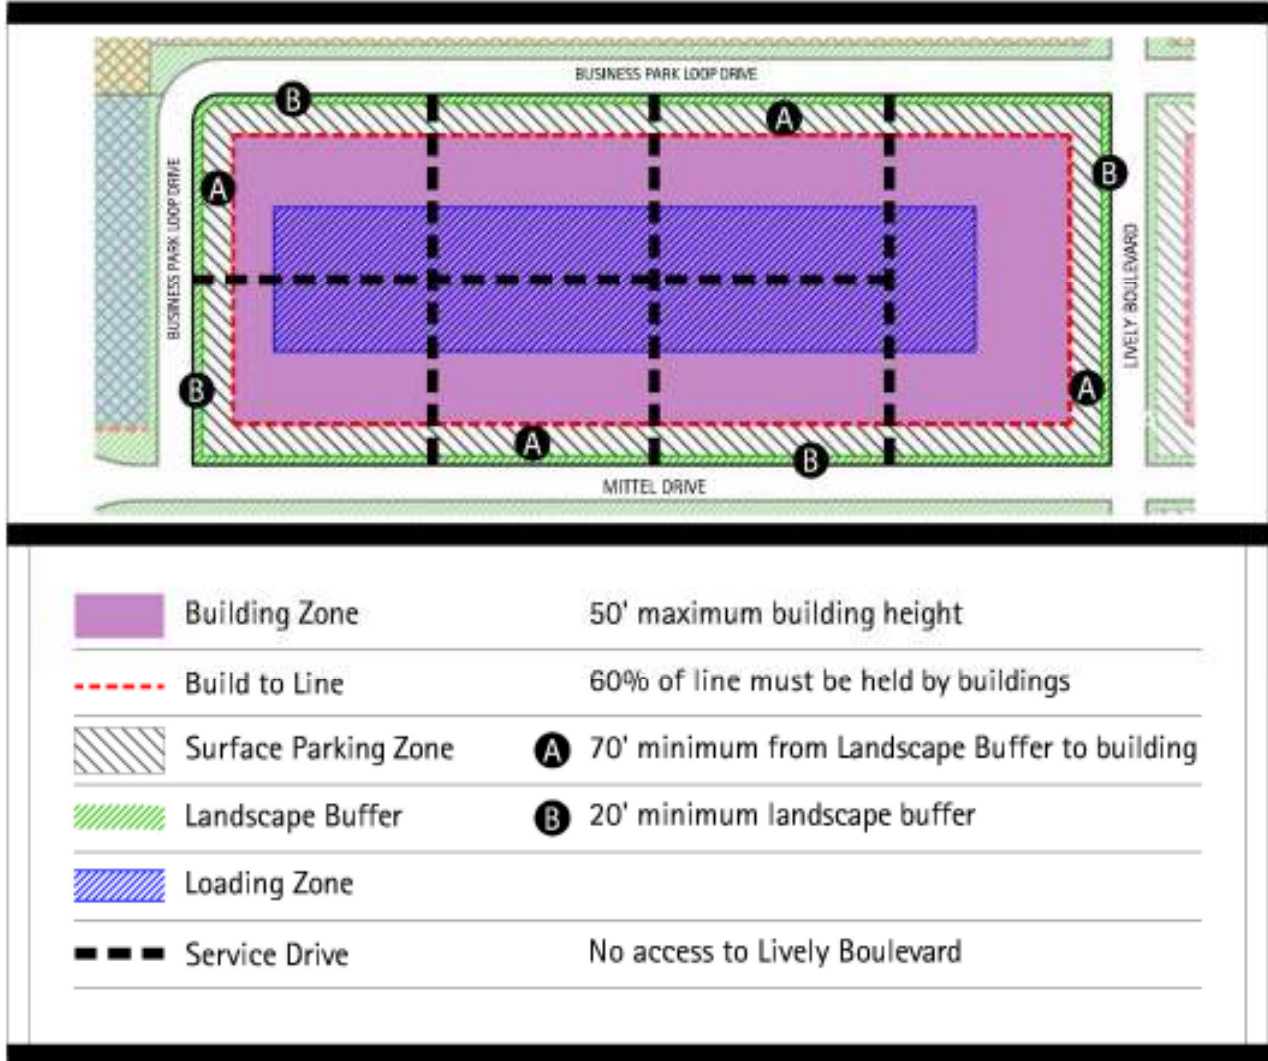 BUSINESS PARK LOOP DRIVE
B
A
A
B
BUSINESS PARK LOOP DRIVE
LIVELY BOULEVARD
B
A
A
B
MITTEL DRIVE
Building Zone 50' maximum building height
Build to Line 60% of line must be held by buildings
Surface Parking Zone A 70' minimum from Landscape Buffer to building
Landscape Buffer B 20' minimum landscape buffer
Loading Zone
Service Drive No access to Lively Boulevard